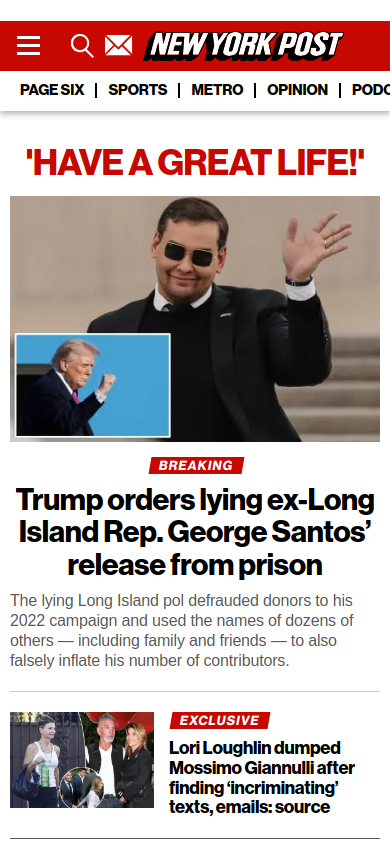 NEW YORK POST
PAGE SIX | SPORTS | METRO | OPINION | PODC
'HAVE A GREAT LIFE!'
BREAKING
Trump orders lying ex-Long
Island Rep. George Santos’
release from prison
The lying Long Island pol defrauded donors to his
2022 campaign and used the names of dozens of
others — including family and friends — to also
falsely inflate his number of contributors.
EXCLUSIVE
Lori Loughlin dumped
Mossimo Giannulli after
finding ‘incriminating’
texts, emails: source